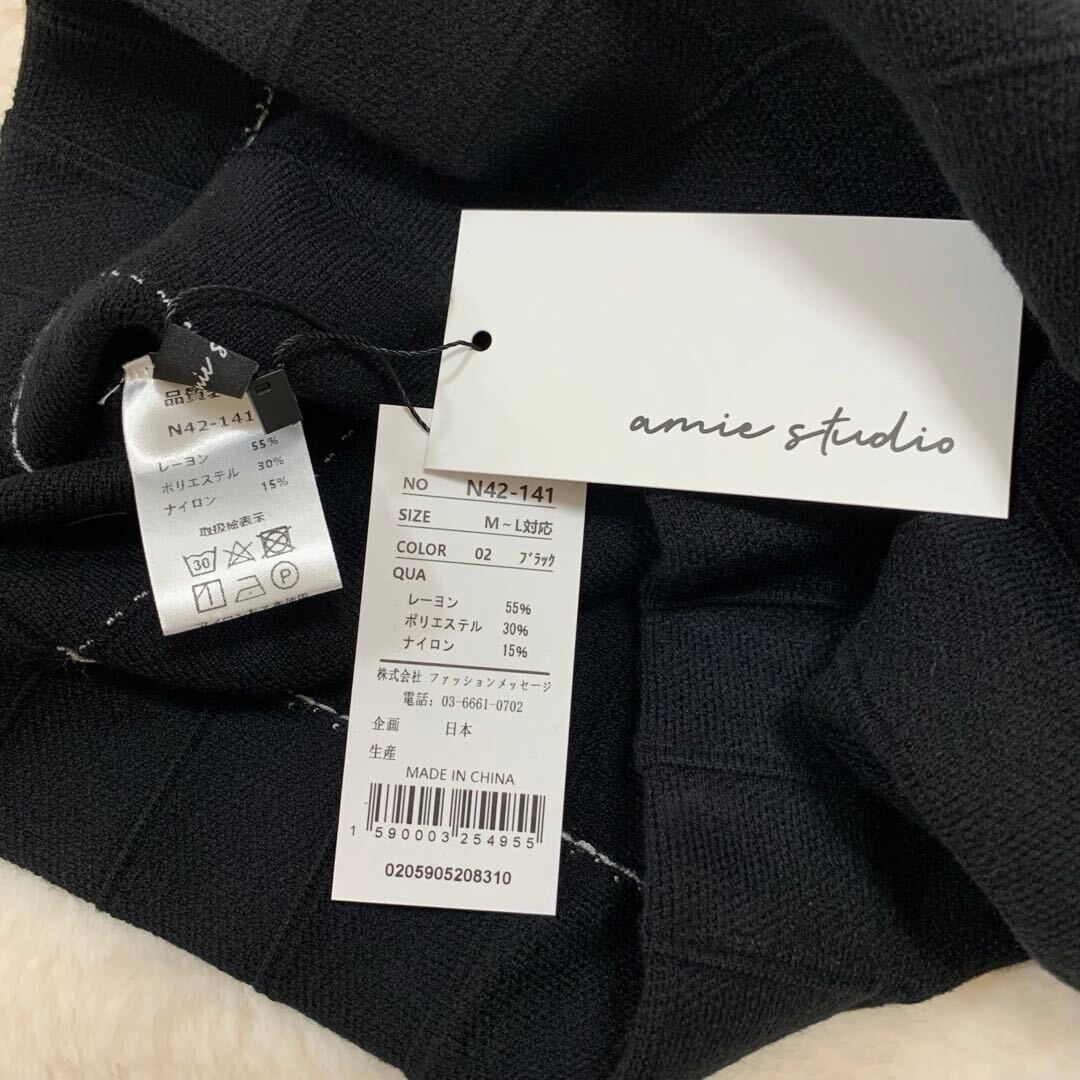 amie studio
mie s
品質
N42-141
レーヨン 55%
ポリエステル 30%
ナイロン 15%
取扱絵表示
30
P
NO N42-141
SIZE M～L対応
COLOR 02 ﾌﾞﾗｯｸ
QUA
レーヨン 55%
ポリエステル 30%
ナイロン 15%
株式会社 ファッションメッセージ
電話: 03-6661-0702
企画 日本
生産
MADE IN CHINA
1 590003 254955
0205905208310